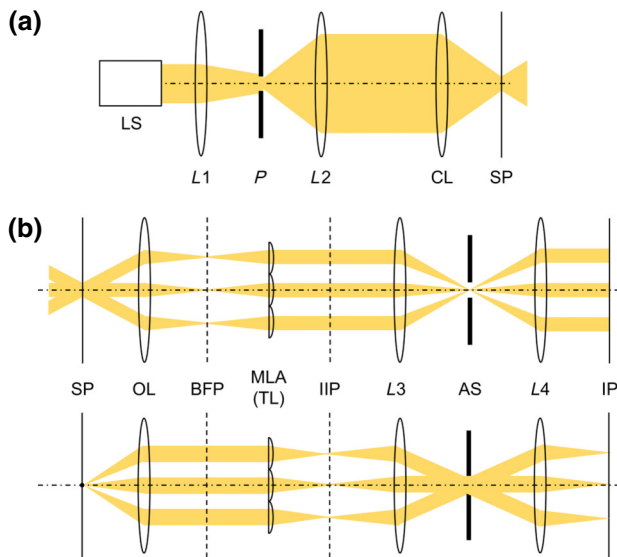 (a)
LS
L1 P L2 CL SP
(b)
SP OL BFP MLA (TL) IIP L3 AS L4 IP